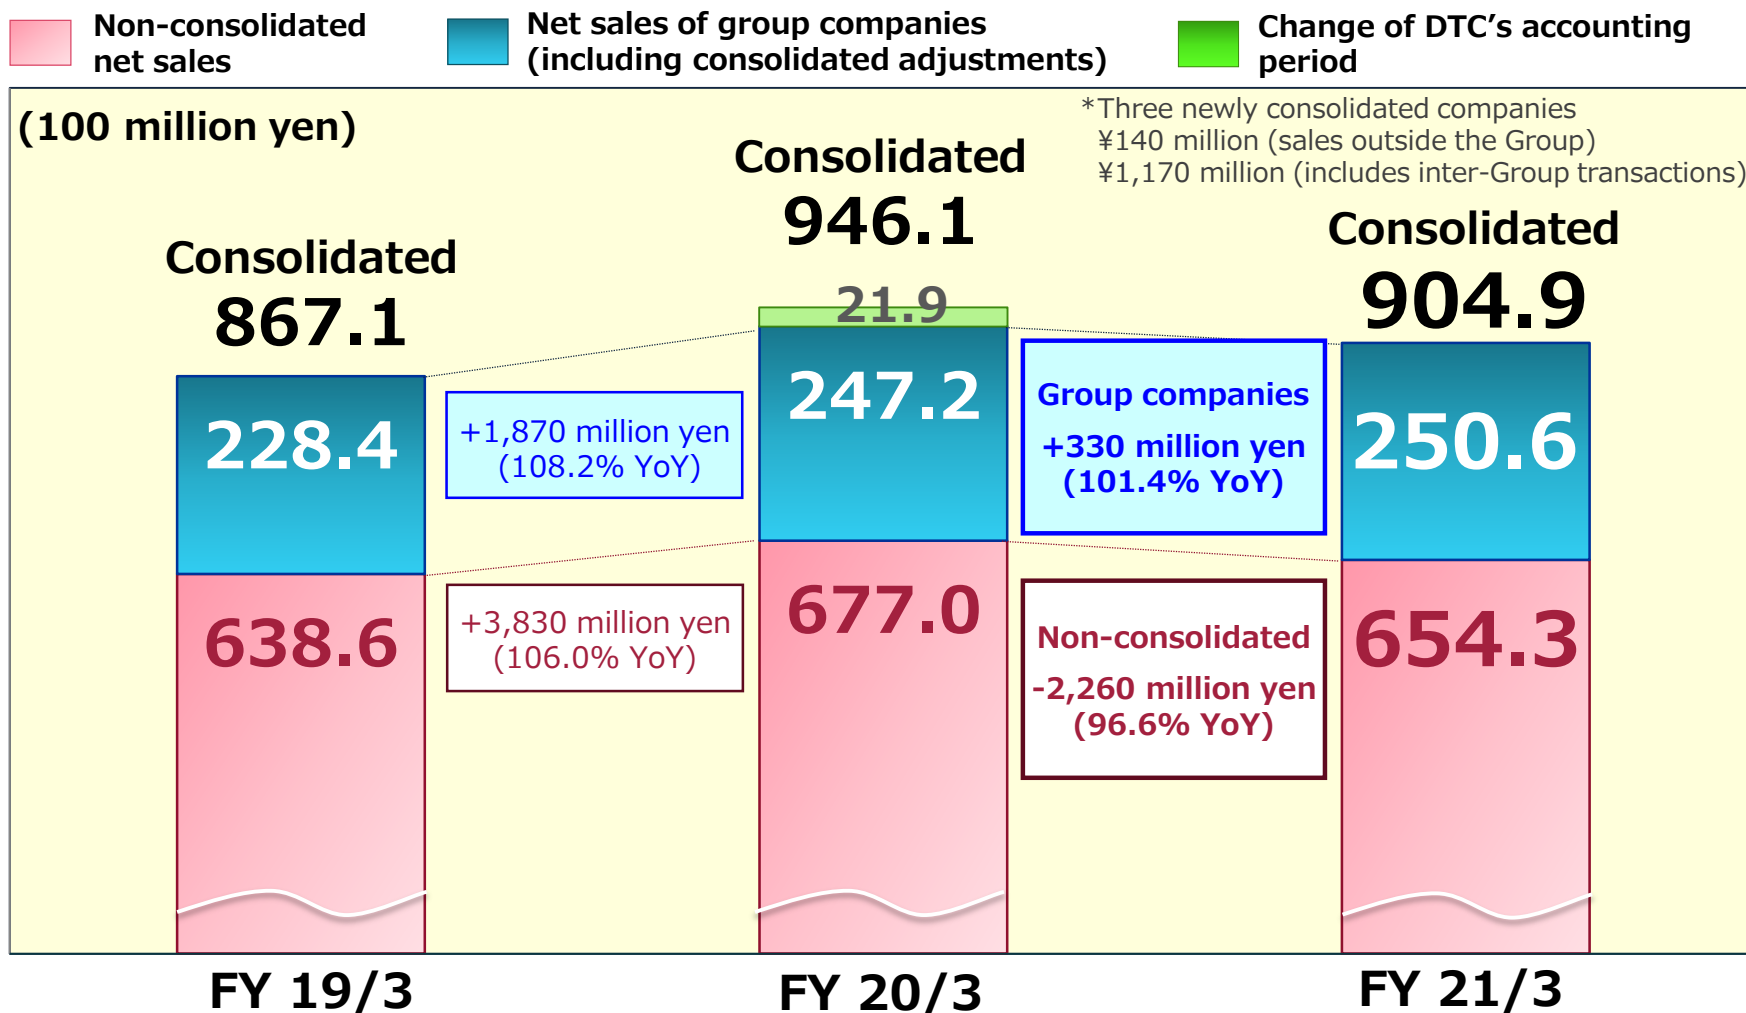 Non-consolidated
net sales
Net sales of group companies
(including consolidated adjustments)
Change of DTC’s accounting
period
(100 million yen)
*Three newly consolidated companies
¥140 million (sales outside the Group)
¥1,170 million (includes inter-Group transactions)
Consolidated
867.1
Consolidated
946.1
Consolidated
904.9
21.9
228.4
+1,870 million yen
(108.2% YoY)
247.2
Group companies
+330 million yen
(101.4% YoY)
250.6
638.6
+3,830 million yen
(106.0% YoY)
677.0
Non-consolidated
-2,260 million yen
(96.6% YoY)
654.3
FY 19/3
FY 20/3
FY 21/3